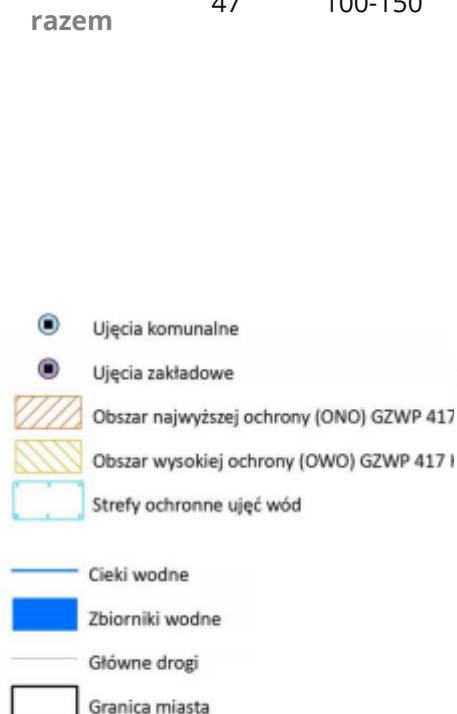 47 100-150
razem
Ujęcia komunalne
Ujęcia zakładowe
Obszar najwyższej ochrony (ONO) GZWP 417
Obszar wysokiej ochrony (OWO) GZWP 417
Strefy ochronne ujęć wód
Cieki wodne
Zbiorniki wodne
Główne drogi
Granica miasta